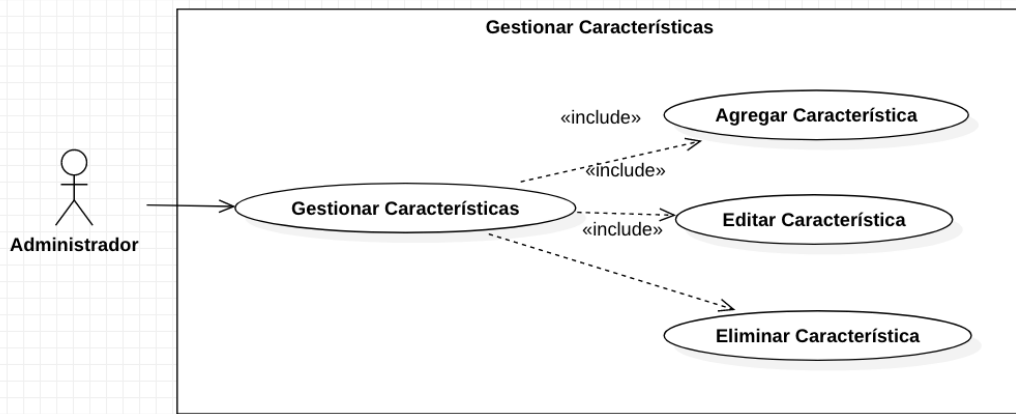 Gestionar Características
«include»
Agregar Característica
«include»
Gestionar Características
Editar Característica
«include»
Administrador
Eliminar Característica